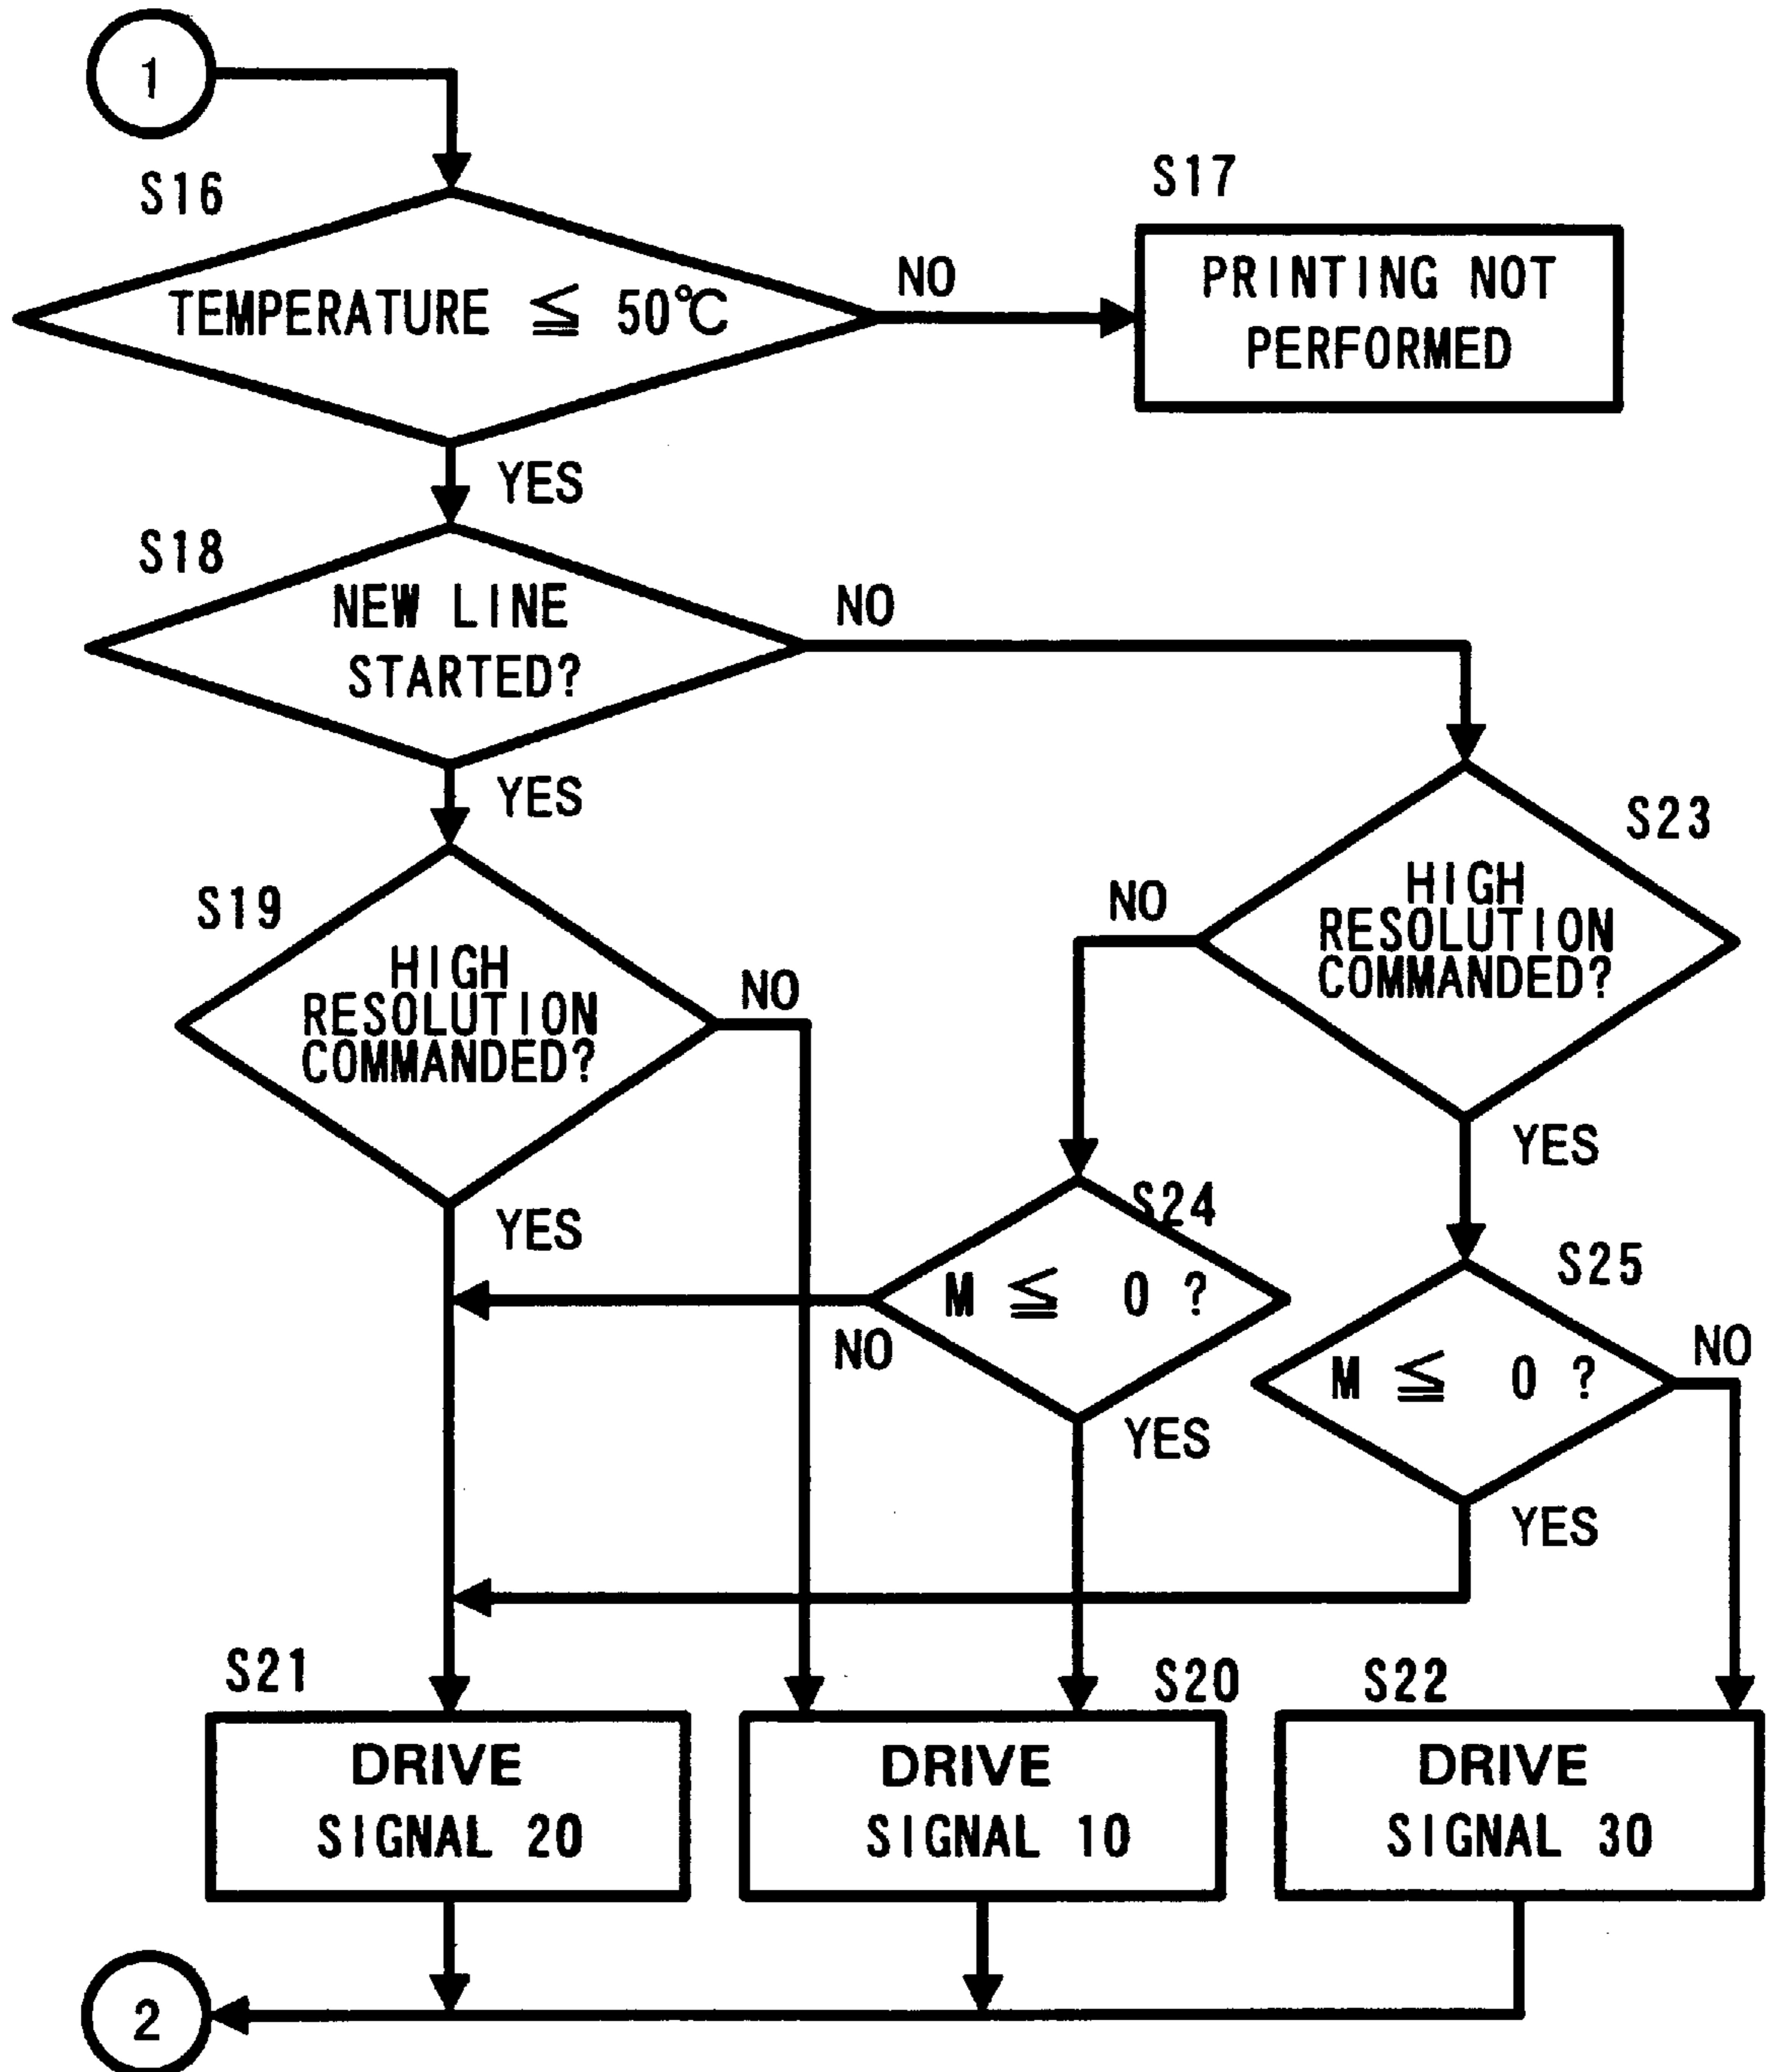 1
S16
S17
TEMPERATURE ≦ 50℃
NO
PRINTING NOT
PERFORMED
YES
S18
NEW LINE
STARTED?
NO
YES
S23
HIGH
RESOLUTION
COMMANDED?
NO
S19
HIGH
RESOLUTION
COMMANDED?
NO
YES
YES
S24
M ≦ 0 ?
NO
YES
S25
M ≦ 0 ?
NO
YES
S21
DRIVE
SIGNAL 20
S20
DRIVE
SIGNAL 10
S22
DRIVE
SIGNAL 30
2